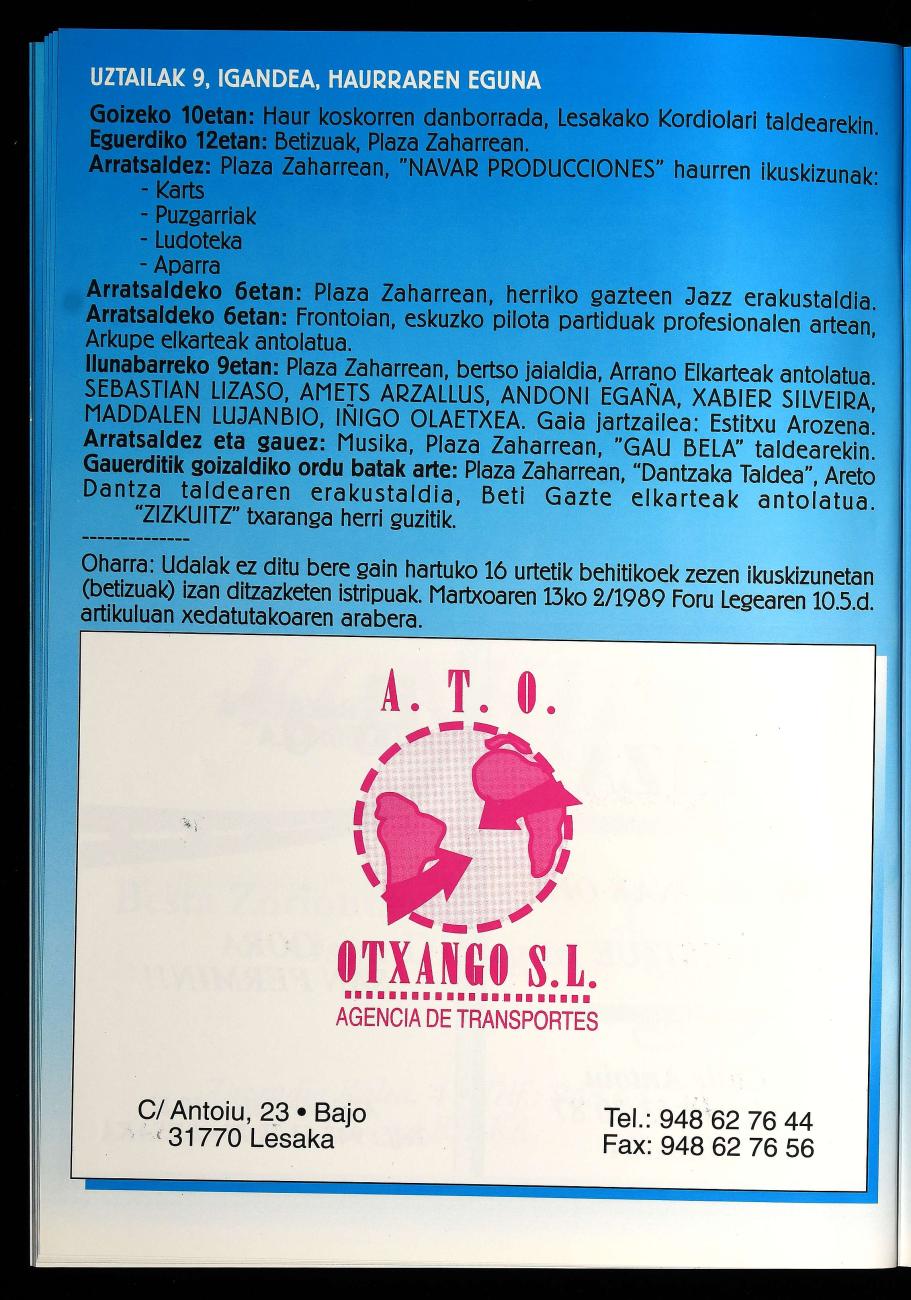 UZTAILAK 9, IGANDEA, HAURRAREN EGUNA
Goizeko 10etan: Haur koskorren danborrada, Lesakako Kordiolari taldearekin.
Eguerdiko 12etan: Betizuak, Plaza Zaharrean.
Arratsaldez: Plaza Zaharrean, "NAVAR PRODUCCIONES" haurren ikuskizunak:
- Karts
- Puzgarriak
- Ludoteka
- Aparra
Arratsaldeko 6etan: Plaza Zaharrean, herriko gazteen Jazz erakustaldia.
Arratsaldeko 6etan: Frontoian, eskuzko pilota partiduak profesionalen artean,
Arkupe elkarteak antolatua.
Ilunabarreko 9etan: Plaza Zaharrean, bertso jaialdia, Arrano Elkarteak antolatua.
SEBASTIAN LIZASO, AMETS ARZALLUS, ANDONI EGAÑA, XABIER SILVEIRA,
MADDALEN LUJANBIO, IÑIGO OLAETXEA. Gaia jartzailea: Estitxu Arozena.
Arratsaldez eta gauez: Musika, Plaza Zaharrean, "GAU BELA" taldearekin.
Gauerditik goizaldiko ordu batak arte: Plaza Zaharrean, "Dantzaka Taldea", Areto
Dantza taldearen erakustaldia, Beti Gazte elkarteak antolatua.
"ZIZKUITZ" txaranga herri guzitik.
--------------
Oharra: Udalak ez ditu bere gain hartuko 16 urtetik behitikoek zezen ikuskizunetan
(betizuak) izan ditzazketen istripuak. Martxoaren 13ko 2/1989 Foru Legearen 10.5.d.
artikuluan xedatutakoaren arabera.
A. T. O.
OTXANGO S.L.
AGENCIA DE TRANSPORTES
C/ Antoiu, 23 • Bajo
31770 Lesaka
Tel.: 948 62 76 44
Fax: 948 62 76 56